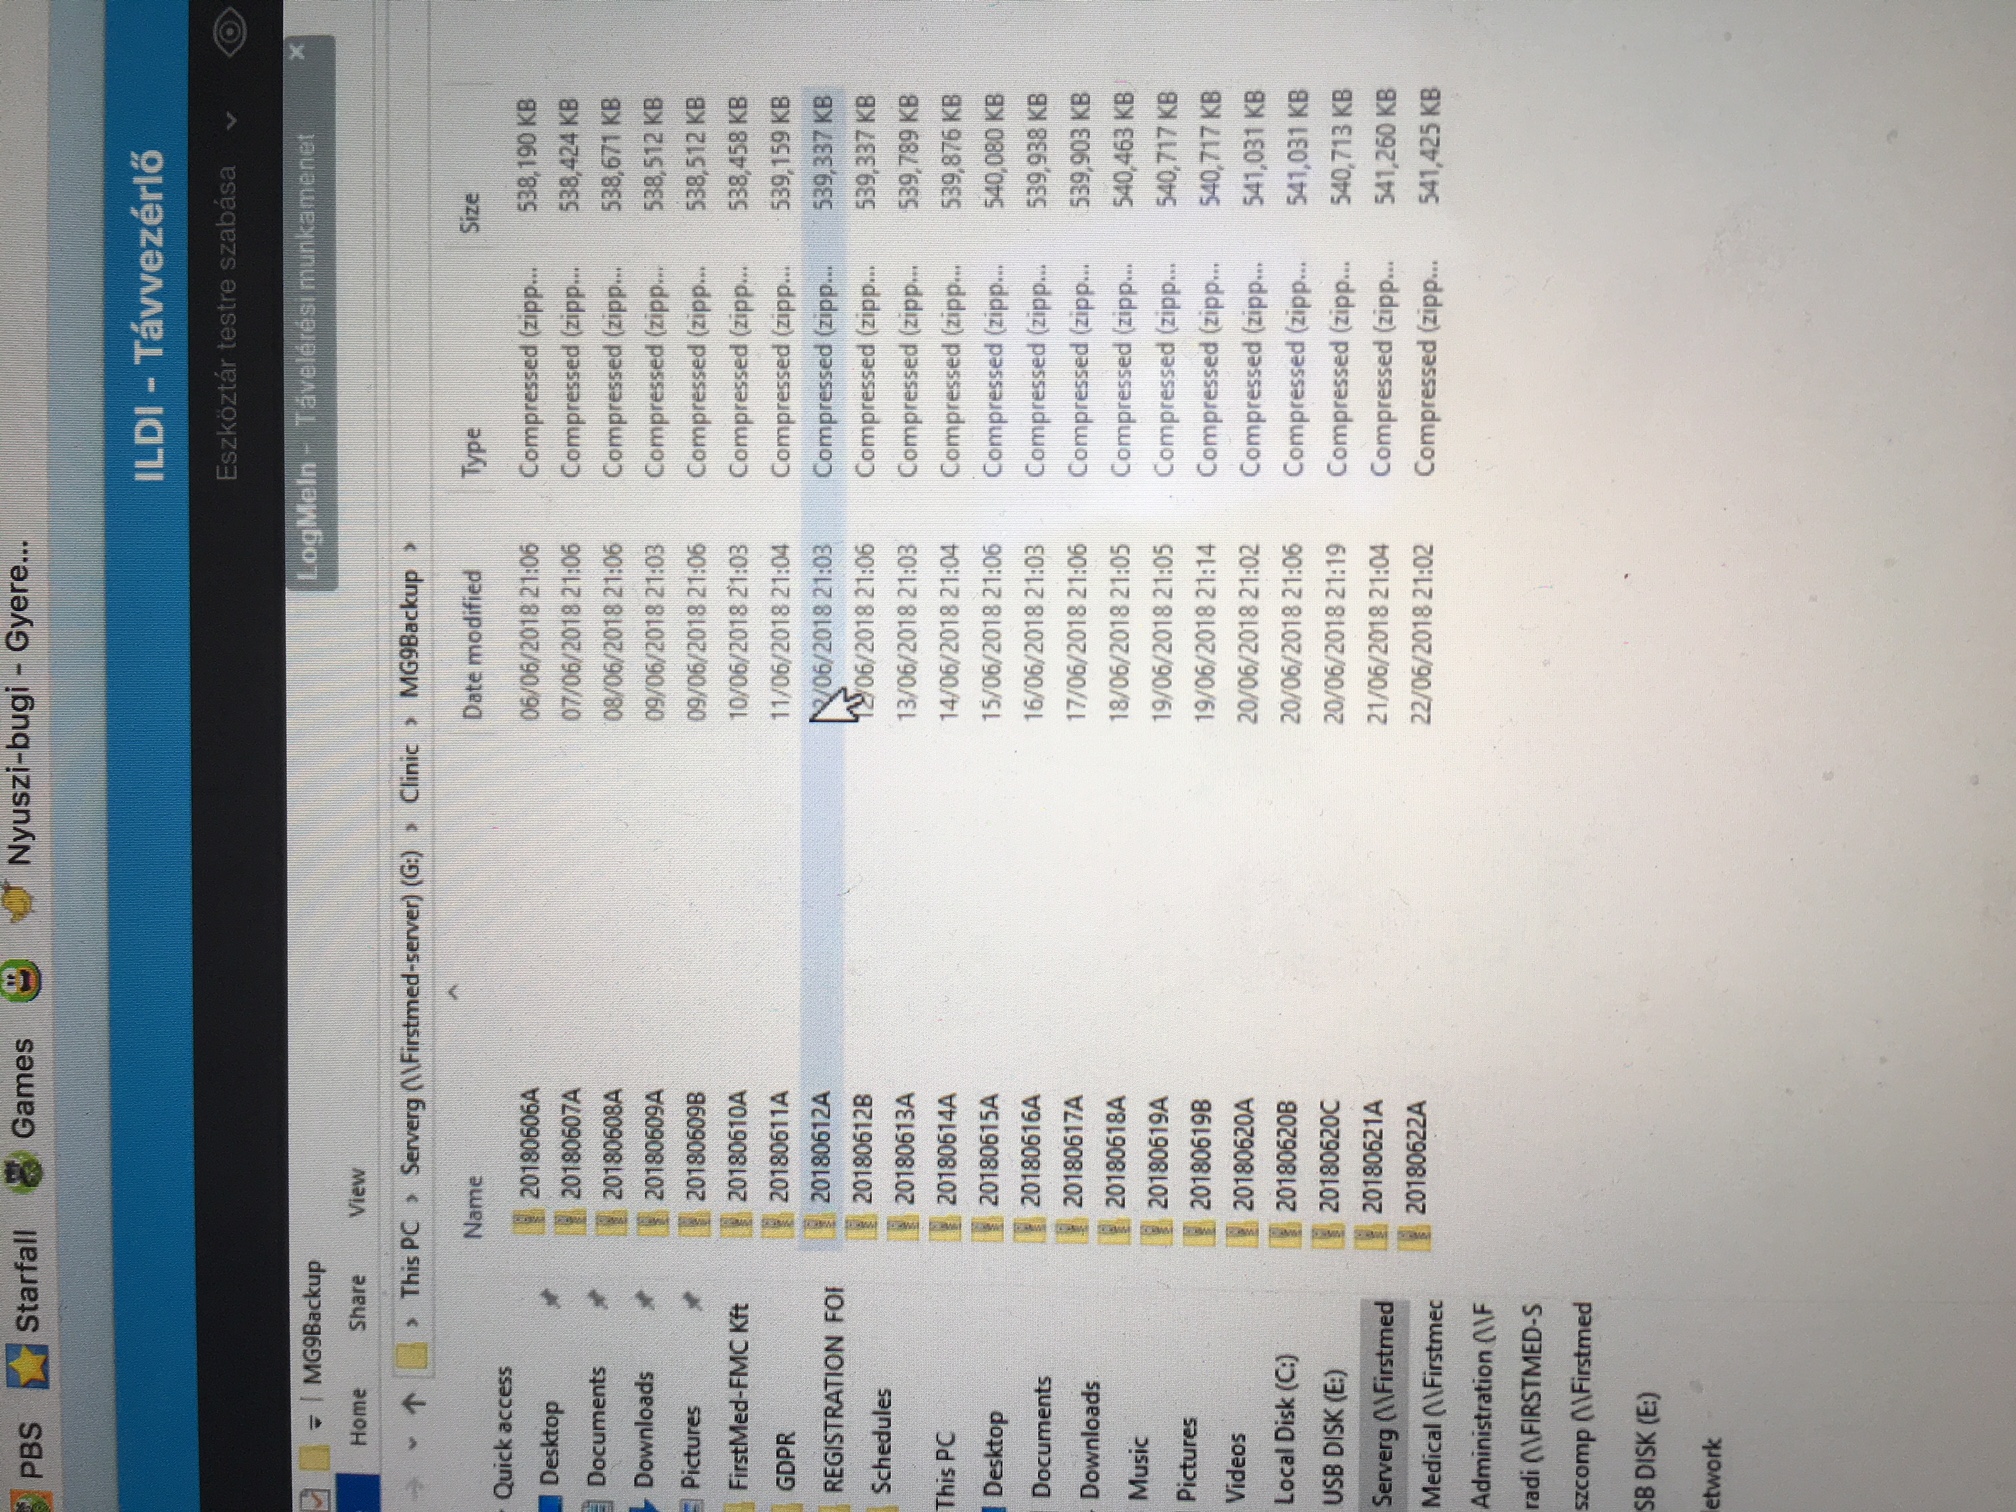 PBS Starfall Games Nyuszi-bugi - Gyere...
ILDI - Távvezérlő
Eszköztár testre szabása
MG9Backup
LogMeIn - Távelérési munkamenet
Home Share View
This PC > Serverg (\\Firstmed-server) (G:) > Clinic > MG9Backup >
Name Date modified Type Size
Quick access
Desktop
Documents
Downloads
Pictures
FirstMed-FMC Kft
GDPR
REGISTRATION FOR
Schedules
This PC
Desktop
Documents
Downloads
Music
Pictures
Videos
Local Disk (C:)
USB DISK (E:)
Serverg (\\Firstmed
Medical (\\Firstmec
Administration (\\F
radi (\\FIRSTMED-S
szcomp (\\Firstmed
SB DISK (E:)
etwork
20180606A 06/06/2018 21:06 Compressed (zipp... 538,190 KB
20180607A 07/06/2018 21:06 Compressed (zipp... 538,424 KB
20180608A 08/06/2018 21:06 Compressed (zipp... 538,671 KB
20180609A 09/06/2018 21:03 Compressed (zipp... 538,512 KB
20180609B 09/06/2018 21:06 Compressed (zipp... 538,512 KB
20180610A 10/06/2018 21:03 Compressed (zipp... 538,458 KB
20180611A 11/06/2018 21:04 Compressed (zipp... 539,159 KB
20180612A 2/06/2018 21:03 Compressed (zipp... 539,337 KB
20180612B 12/06/2018 21:06 Compressed (zipp... 539,337 KB
20180613A 13/06/2018 21:03 Compressed (zipp... 539,789 KB
20180614A 14/06/2018 21:04 Compressed (zipp... 539,876 KB
20180615A 15/06/2018 21:06 Compressed (zipp... 540,080 KB
20180616A 16/06/2018 21:03 Compressed (zipp... 539,938 KB
20180617A 17/06/2018 21:06 Compressed (zipp... 539,903 KB
20180618A 18/06/2018 21:05 Compressed (zipp... 540,463 KB
20180619A 19/06/2018 21:05 Compressed (zipp... 540,717 KB
20180619B 19/06/2018 21:14 Compressed (zipp... 540,717 KB
20180620A 20/06/2018 21:02 Compressed (zipp... 541,031 KB
20180620B 20/06/2018 21:06 Compressed (zipp... 541,031 KB
20180620C 20/06/2018 21:19 Compressed (zipp... 540,713 KB
20180621A 21/06/2018 21:04 Compressed (zipp... 541,260 KB
20180622A 22/06/2018 21:02 Compressed (zipp... 541,425 KB